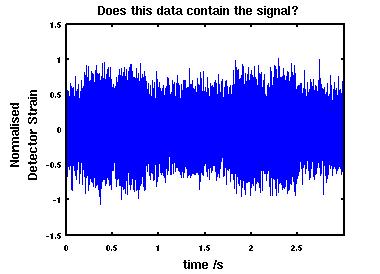 Does this data contain the signal?
1.5
1
0.5
0
-0.5
-1
-1.5
Normalised
Detector Strain
0 0.5 1 1.5 2 2.5
time /s